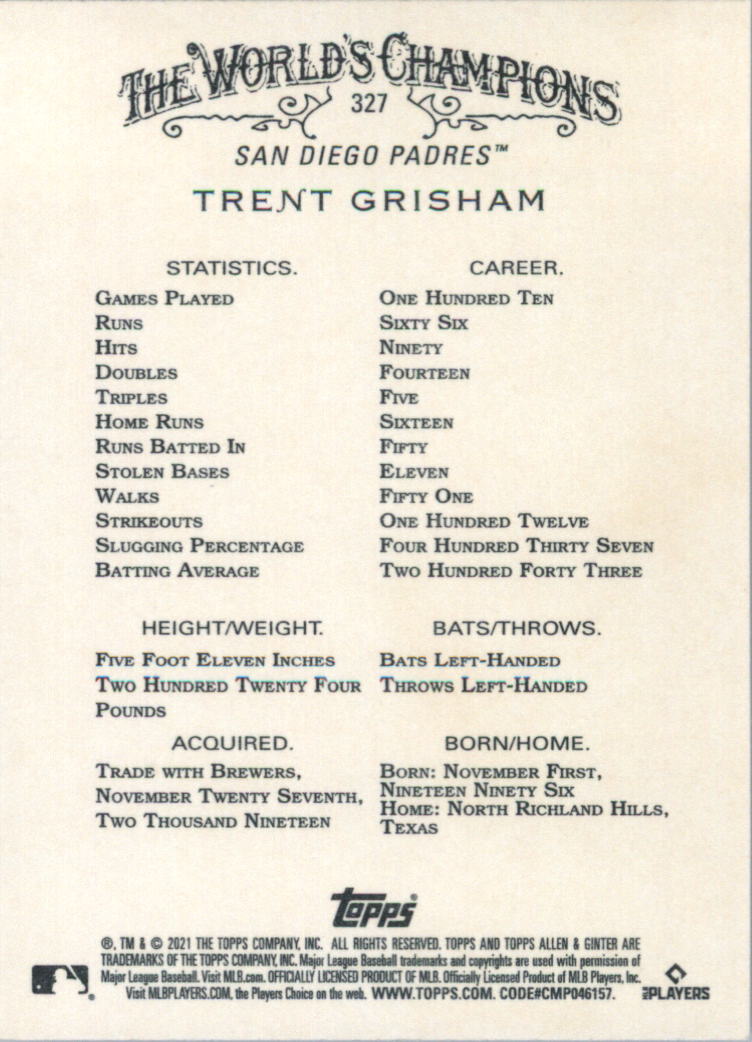 THE WORLD'S CHAMPIONS
327
SAN DIEGO PADRES™
TRENT GRISHAM
STATISTICS. CAREER.
GAMES PLAYED ONE HUNDRED TEN
RUNS SIXTY SIX
HITS NINETY
DOUBLES FOURTEEN
TRIPLES FIVE
HOME RUNS SIXTEEN
RUNS BATTED IN FIFTY
STOLEN BASES ELEVEN
WALKS FIFTY ONE
STRIKEOUTS ONE HUNDRED TWELVE
SLUGGING PERCENTAGE FOUR HUNDRED THIRTY SEVEN
BATTING AVERAGE TWO HUNDRED FORTY THREE
HEIGHT/WEIGHT.
FIVE FOOT ELEVEN INCHES
TWO HUNDRED TWENTY FOUR
POUNDS
BATS/THROWS.
BATS LEFT-HANDED
THROWS LEFT-HANDED
ACQUIRED.
TRADE WITH BREWERS,
NOVEMBER TWENTY SEVENTH,
TWO THOUSAND NINETEEN
BORN/HOME.
BORN: NOVEMBER FIRST,
NINETEEN NINETY SIX
HOME: NORTH RICHLAND HILLS,
TEXAS
Topps®
®, TM & © 2021 THE TOPPS COMPANY, INC. ALL RIGHTS RESERVED. TOPPS AND TOPPS ALLEN & GINTER ARE
TRADEMARKS OF THE TOPPS COMPANY, INC. Major League Baseball trademarks and copyrights are used with permission of
Major League Baseball. Visit MLB.com. OFFICIALLY LICENSED PRODUCT OF MLB. Officially Licensed Product of MLB Players, Inc.
Visit MLBPLAYERS.COM, the Players Choice on the web. WWW.TOPPS.COM. CODE#CMP046157.
MLB PLAYERS